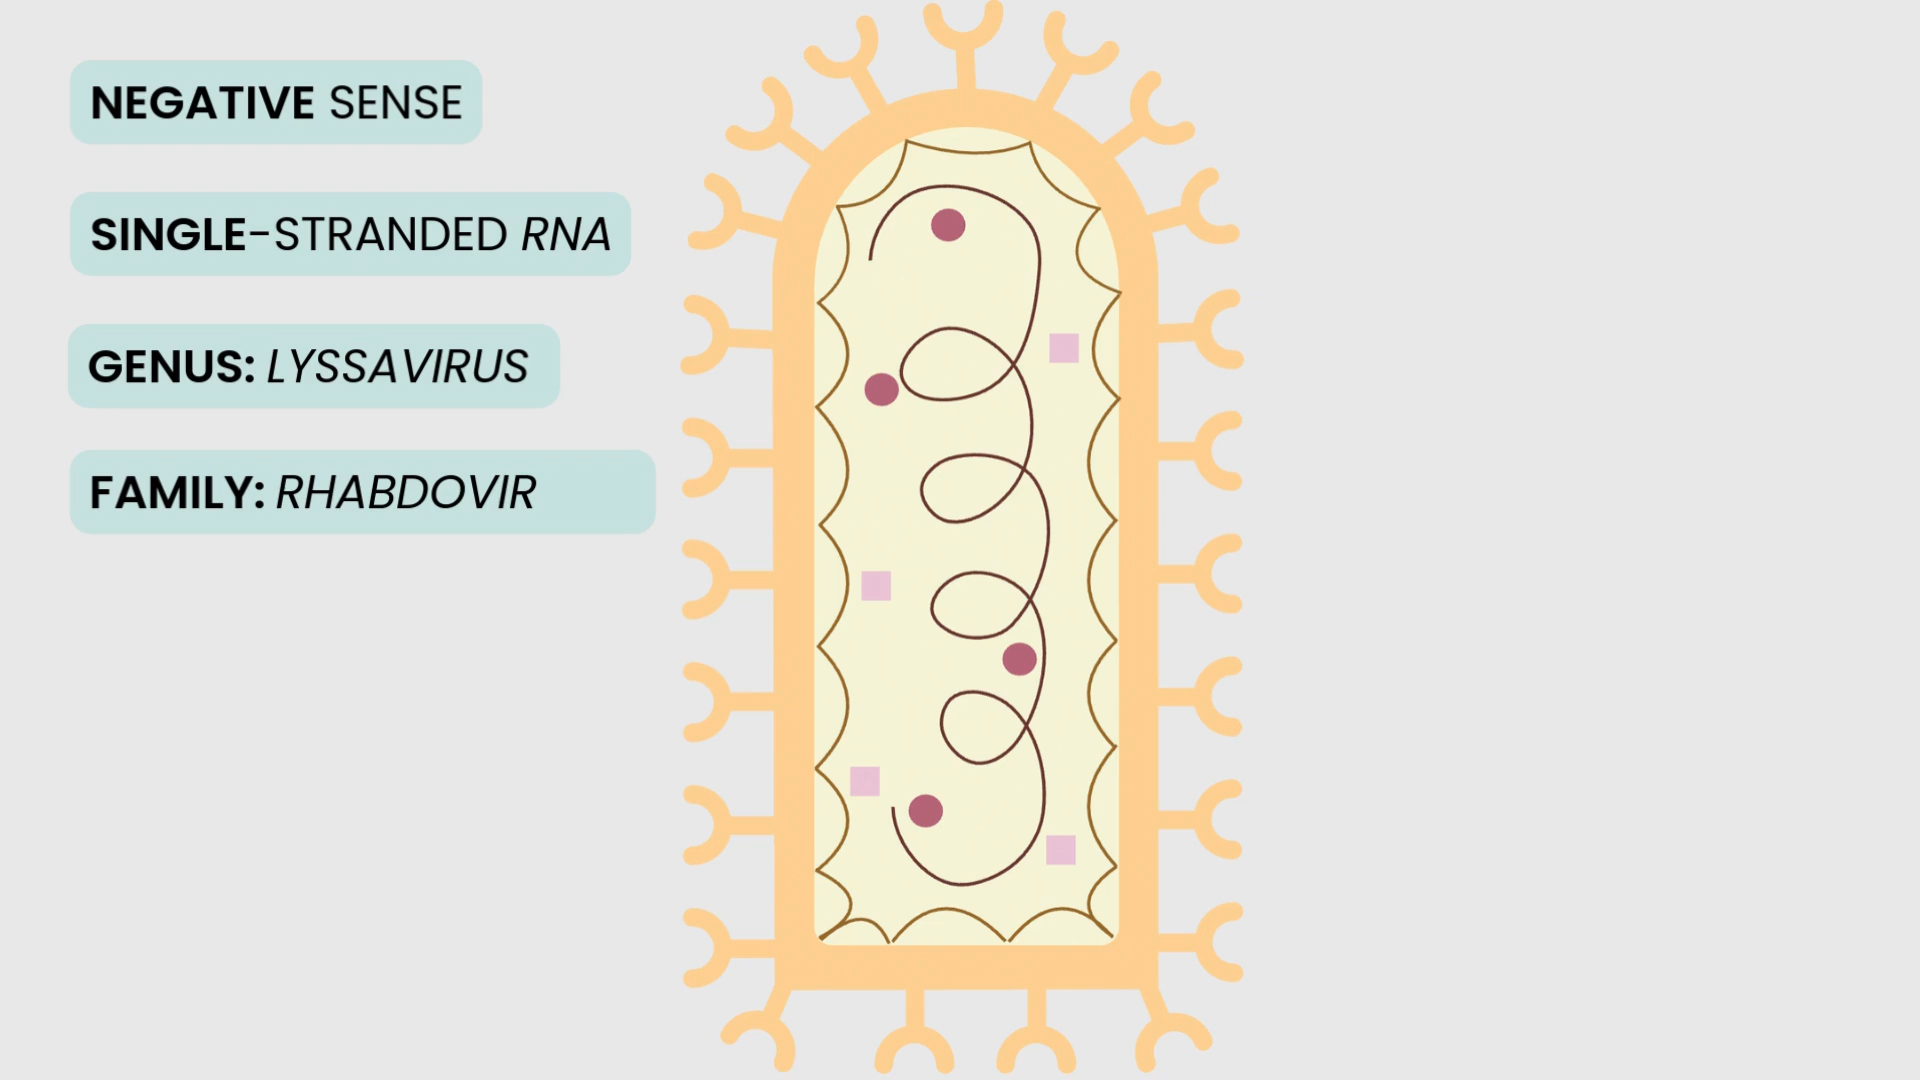 NEGATIVE SENSE
SINGLE-STRANDED RNA
GENUS: LYSSAVIRUS
FAMILY: RHABDOVIR